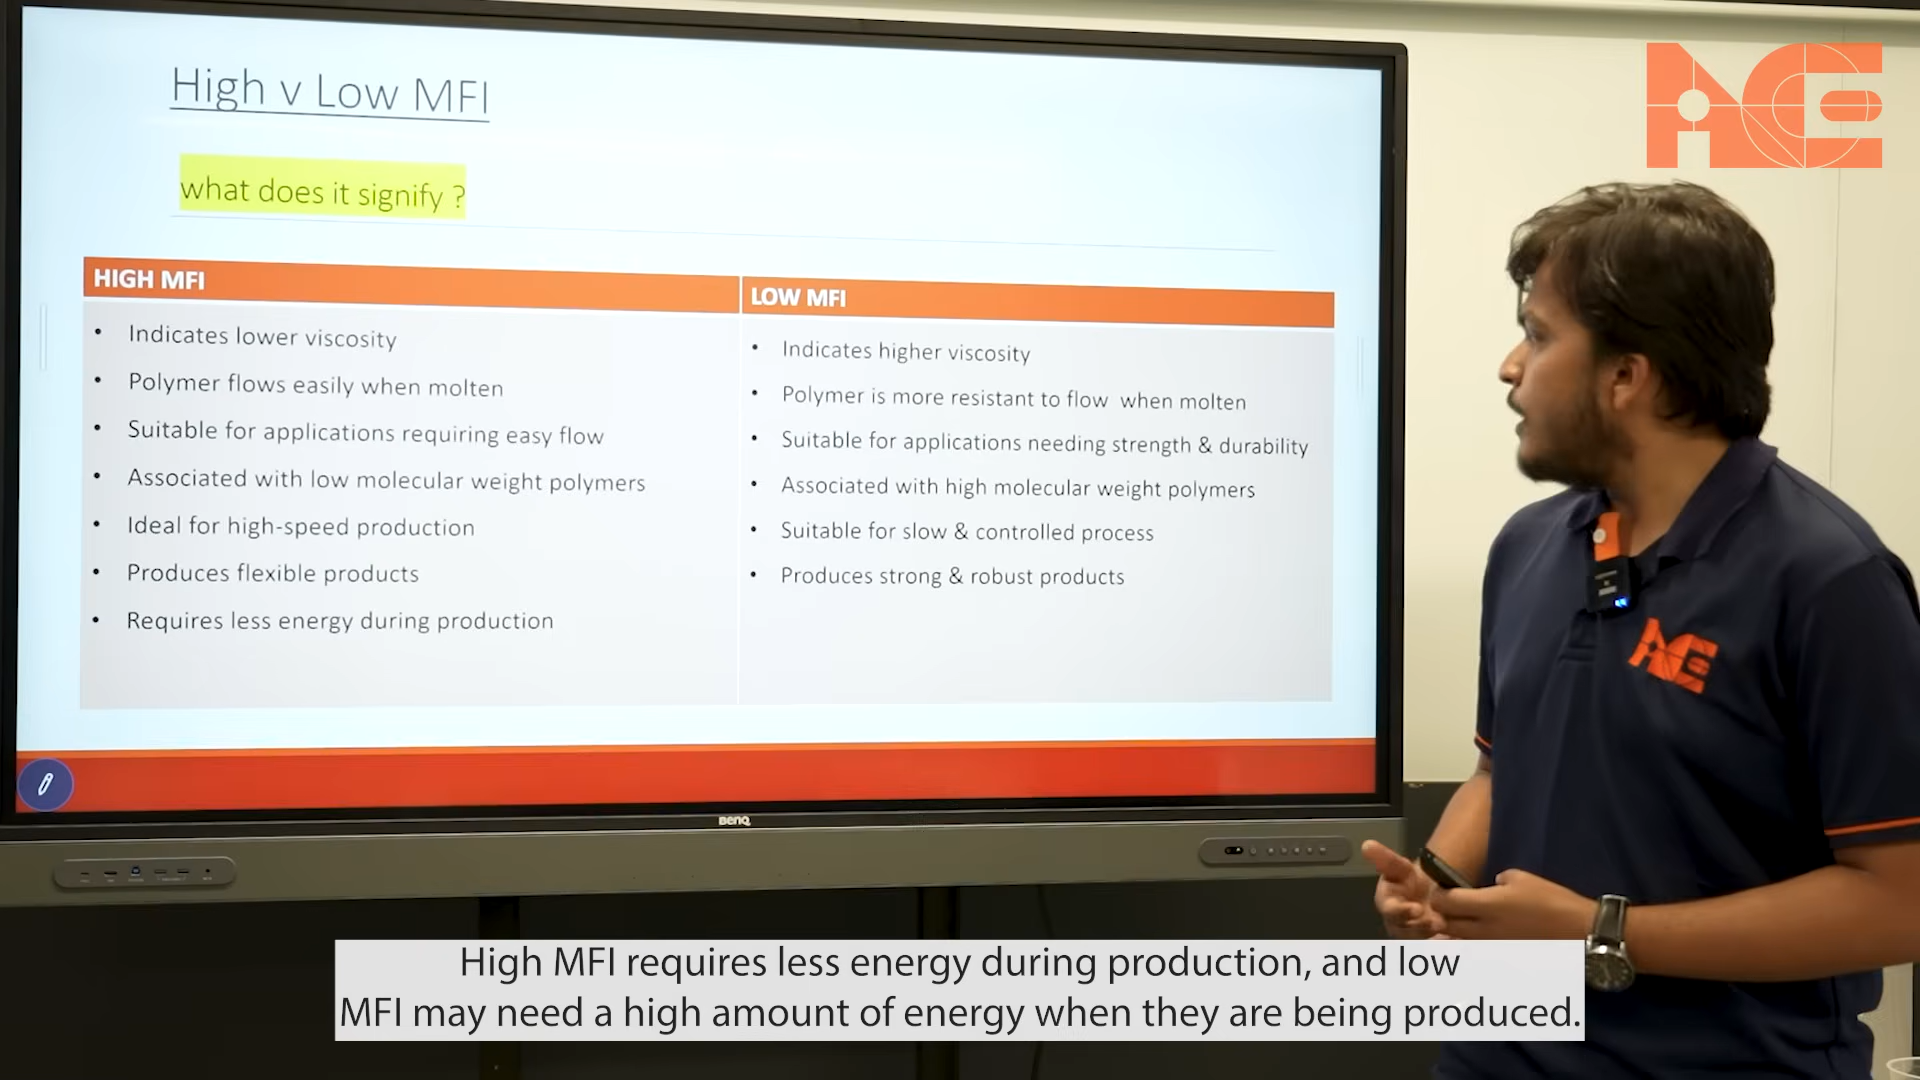 High v Low MFI
what does it signify ?
HIGH MFI
• Indicates lower viscosity
• Polymer flows easily when molten
• Suitable for applications requiring easy flow
• Associated with low molecular weight polymers
• Ideal for high-speed production
• Produces flexible products
• Requires less energy during production
LOW MFI
• Indicates higher viscosity
• Polymer is more resistant to flow when molten
• Suitable for applications needing strength & durability
• Associated with high molecular weight polymers
• Suitable for slow & controlled process
• Produces strong & robust products
BenQ
ACE
ACE
High MFI requires less energy during production, and low
MFI may need a high amount of energy when they are being produced.